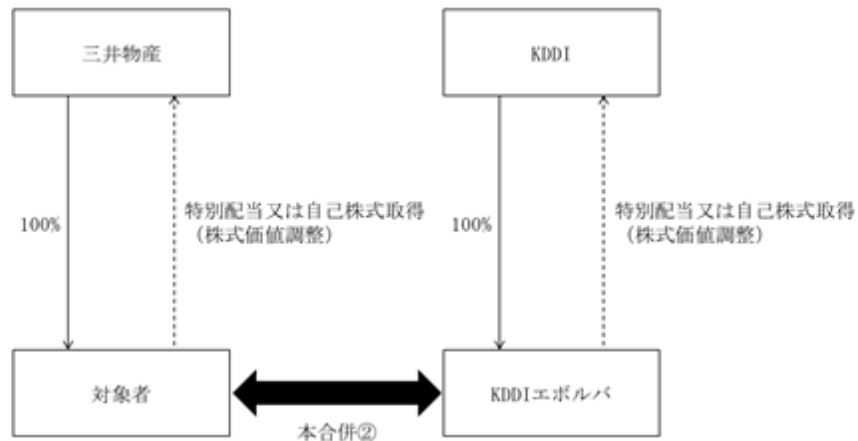 三井物産
KDDI
100%
特別配当又は自己株式取得
（株式価値調整）
100%
特別配当又は自己株式取得
（株式価値調整）
対象者
KDDIエボルバ
本合併②